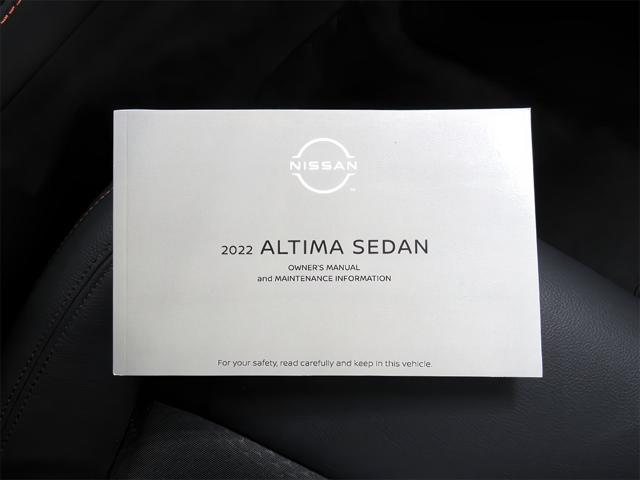 NISSAN
™
2022 ALTIMA SEDAN
OWNER'S MANUAL
and MAINTENANCE INFORMATION
For your safety, read carefully and keep in this vehicle.